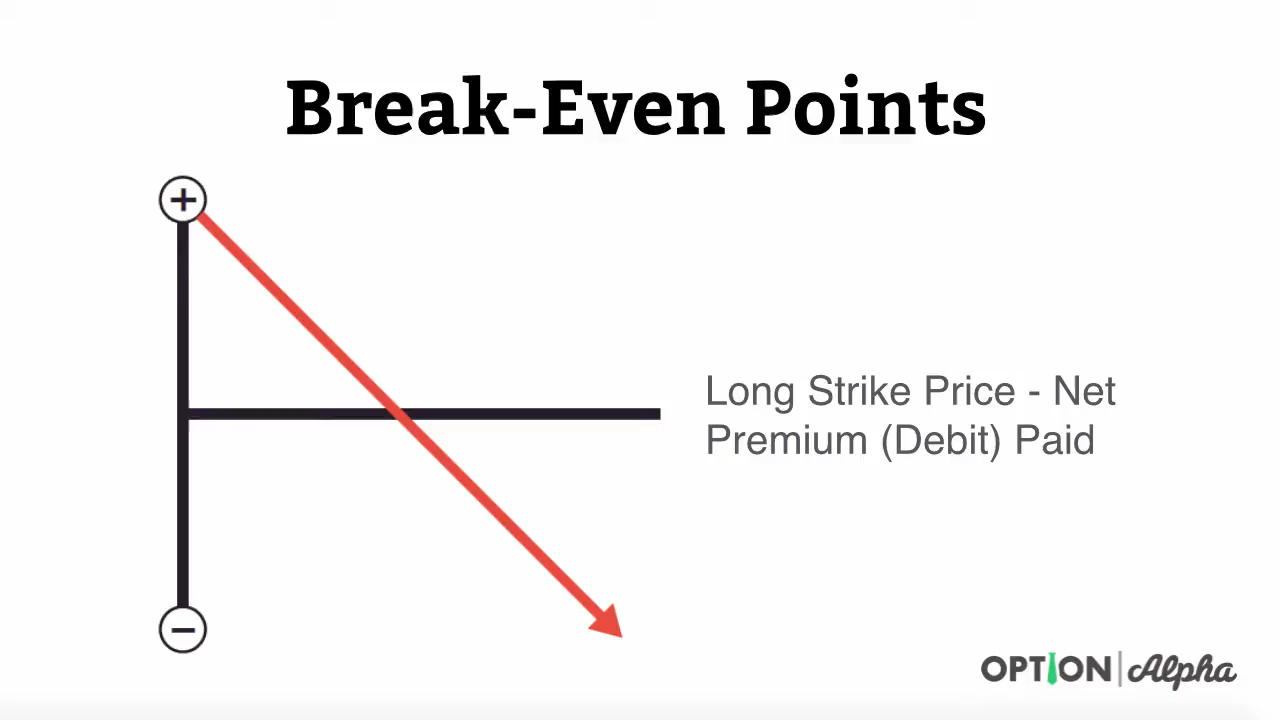 Break-Even Points
+
Long Strike Price - Net
Premium (Debit) Paid
−
OPTION | Alpha